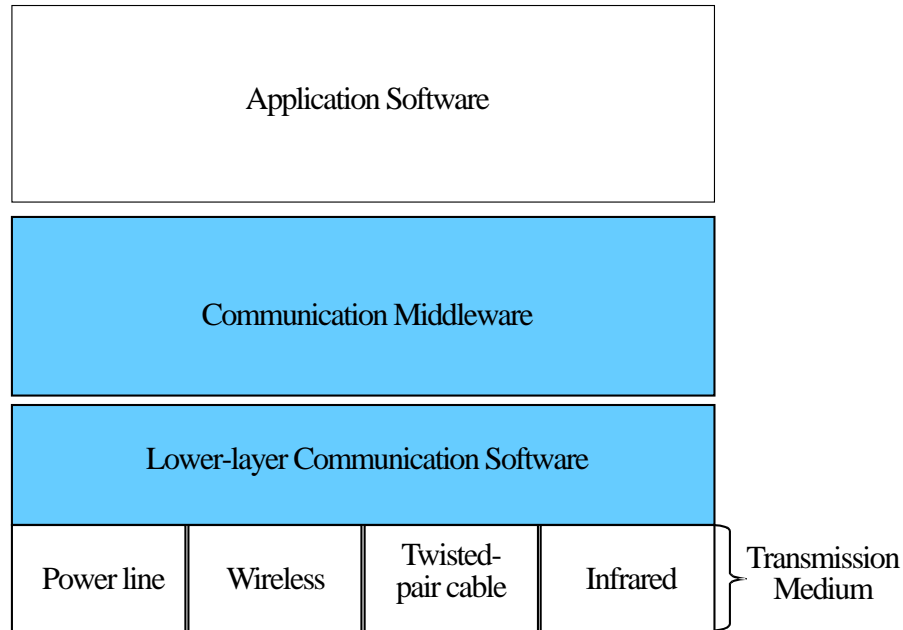 Application Software
Communication Middleware
Lower-layer Communication Software
Power line
Wireless
Twisted-
pair cable
Infrared
Transmission
Medium